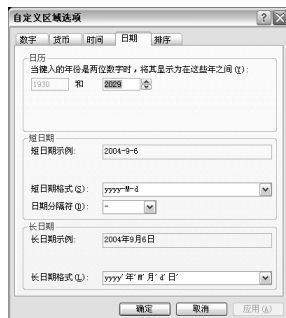 自定义区域选项
数字 货币 时间 日期 排序
日历
当键入的年份是两位数字时，将其显示为在这些年之间(Y):
1930 和 2029
短日期
短日期示例: 2004-9-6
短日期格式(S): yyyy-M-d
日期分隔符(D): -
长日期
长日期示例: 2004年9月6日
长日期格式(L): yyyy'年'M'月'd'日'
确定 取消 应用(A)